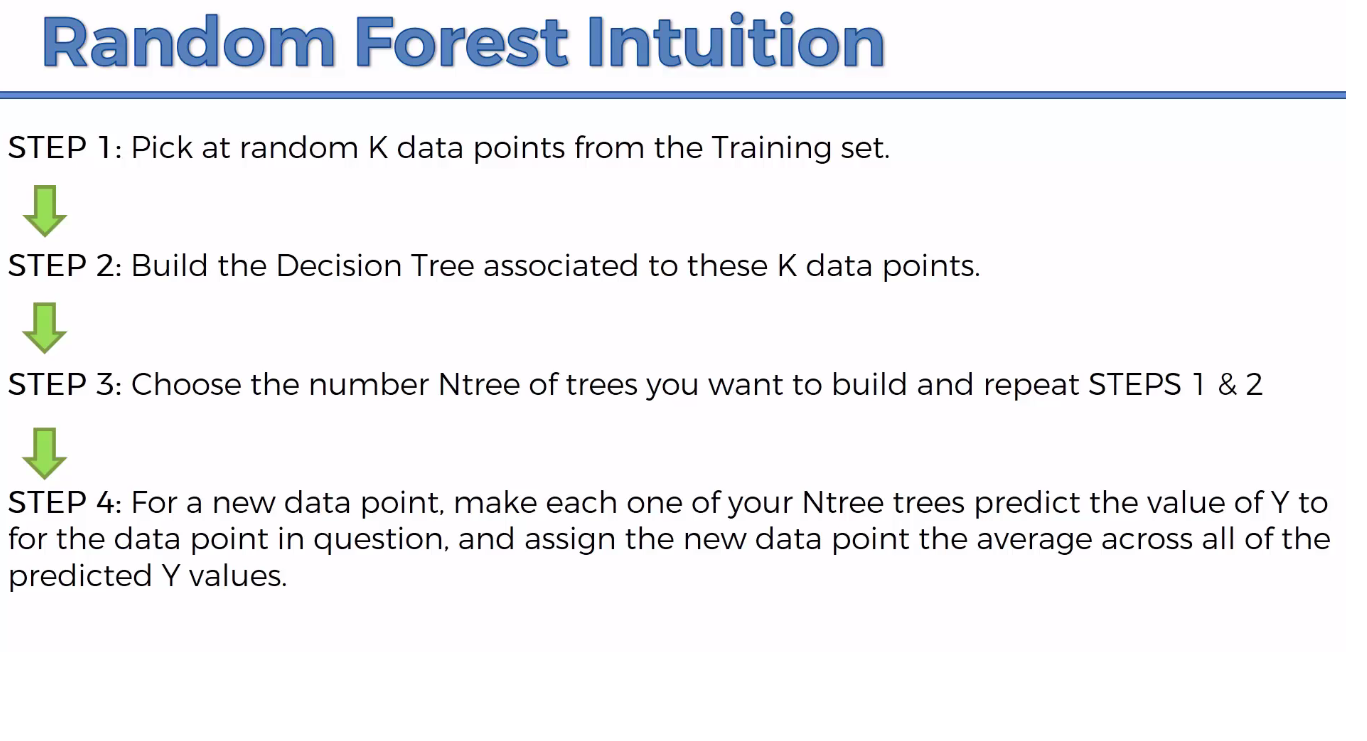 Random Forest Intuition
STEP 1: Pick at random K data points from the Training set.
STEP 2: Build the Decision Tree associated to these K data points.
STEP 3: Choose the number Ntree of trees you want to build and repeat STEPS 1 & 2
STEP 4: For a new data point, make each one of your Ntree trees predict the value of Y to
for the data point in question, and assign the new data point the average across all of the
predicted Y values.